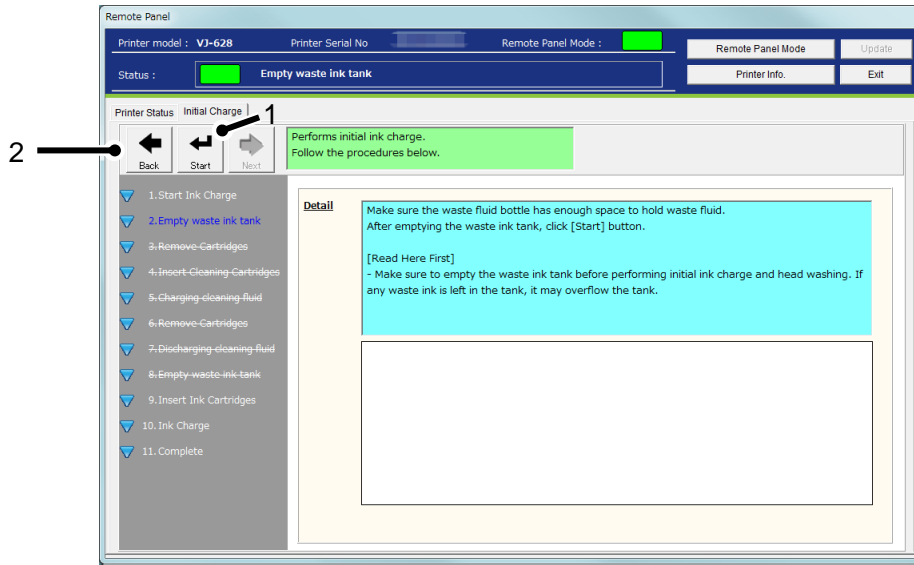 Remote Panel
Printer model : VJ-628 Printer Serial No Remote Panel Mode :
Remote Panel Mode Update
Status : Empty waste ink tank
Printer Info. Exit
Printer Status Initial Charge
1
2
Back Start Next
Performs initial ink charge.
Follow the procedures below.
1.Start Ink Charge
2.Empty waste ink tank
3.Remove Cartridges
4.Insert Cleaning Cartridges
5.Charging cleaning fluid
6.Remove Cartridges
7.Discharging cleaning fluid
8.Empty waste ink tank
9.Insert Ink Cartridges
10.Ink Charge
11.Complete
Detail
Make sure the waste fluid bottle has enough space to hold waste fluid.
After emptying the waste ink tank, click [Start] button.
[Read Here First]
- Make sure to empty the waste ink tank before performing initial ink charge and head washing. If
any waste ink is left in the tank, it may overflow the tank.